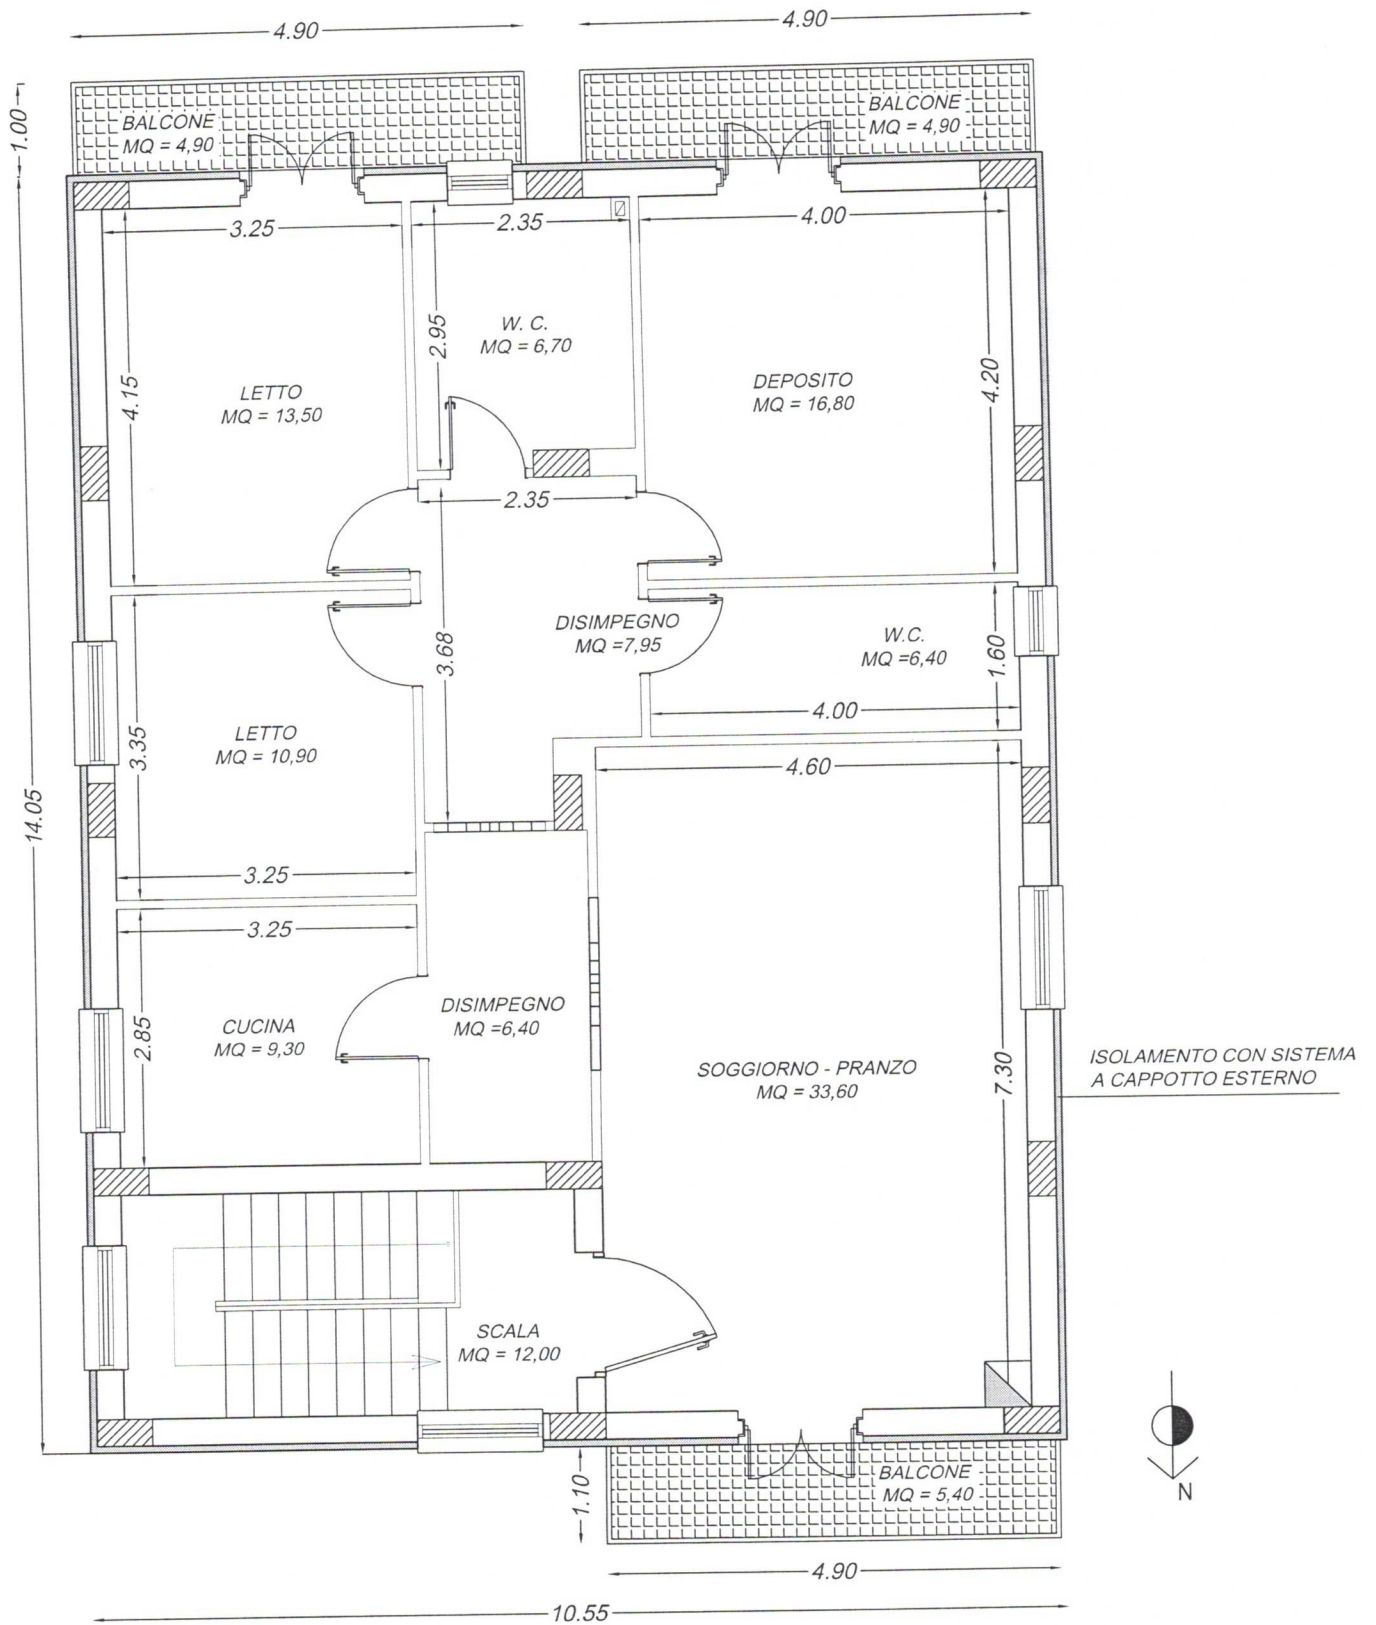 4.90
4.90
1.00
BALCONE
MQ = 4,90
BALCONE
MQ = 4,90
3.25
2.35
4.00
4.15
2.95
W. C.
MQ = 6,70
4.20
LETTO
MQ = 13,50
DEPOSITO
MQ = 16,80
2.35
3.68
DISIMPEGNO
MQ =7,95
W.C.
MQ =6,40
1.60
4.00
LETTO
MQ = 10,90
3.35
4.60
14.05
3.25
3.25
2.85
CUCINA
MQ = 9,30
DISIMPEGNO
MQ =6,40
SOGGIORNO - PRANZO
MQ = 33,60
7.30
ISOLAMENTO CON SISTEMA
A CAPPOTTO ESTERNO
SCALA
MQ = 12,00
1.10
BALCONE
MQ = 5,40
N
4.90
10.55